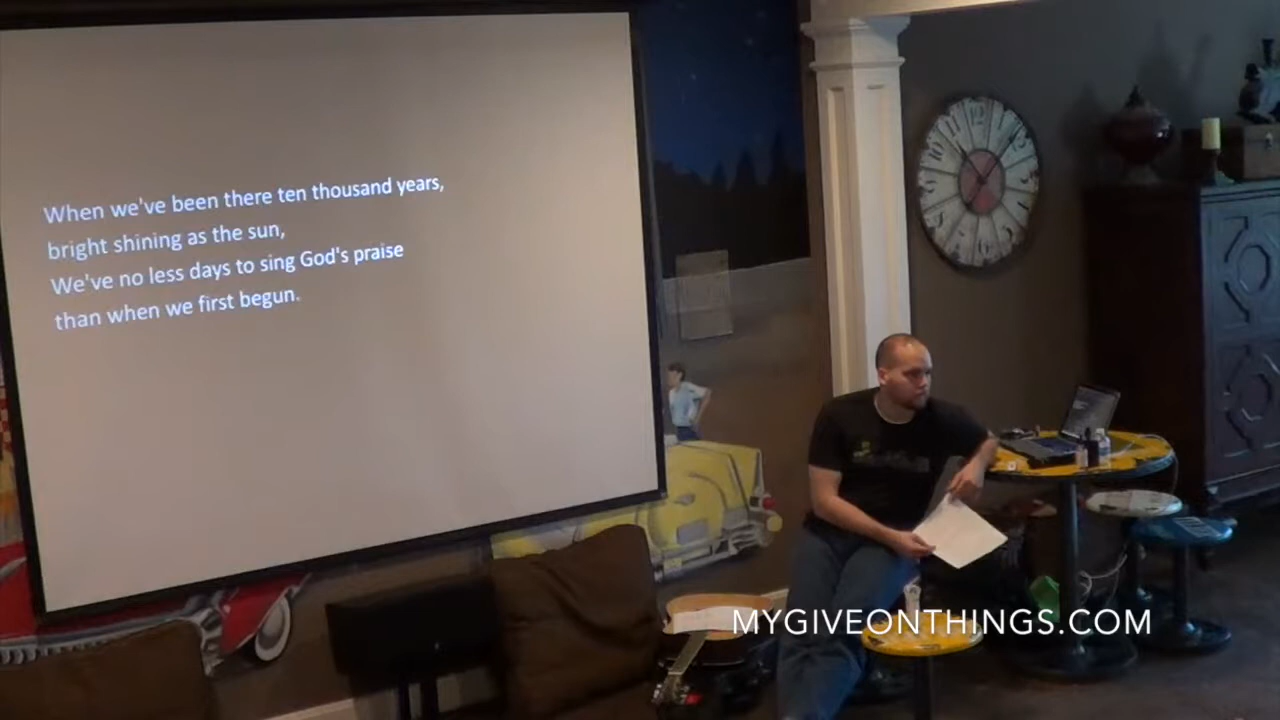 When we've been there ten thousand years,
bright shining as the sun,
We've no less days to sing God's praise
than when we first begun.
MYGIVEONTHINGS.COM